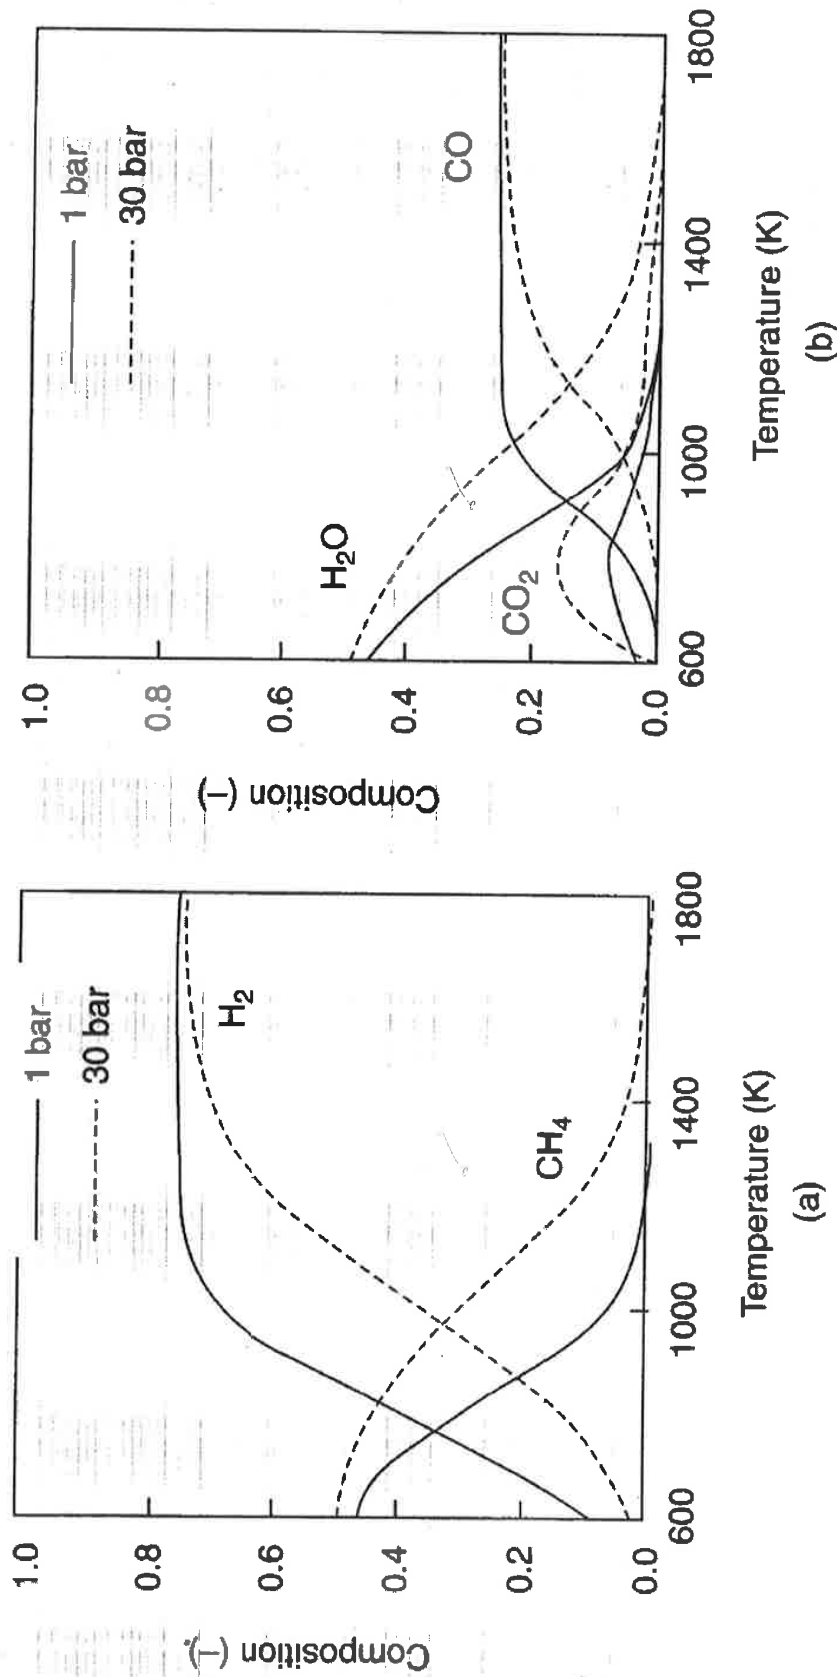 1.0
0.8
0.6
0.4
0.2
0.0
Composition (–)
1 bar
30 bar
H2
CH4
600
1000
1400
1800
Temperature (K)
(a)
1.0
0.8
0.6
0.4
0.2
0.0
Composition (–)
1 bar
30 bar
H2O
CO2
CO
600
1000
1400
1800
Temperature (K)
(b)